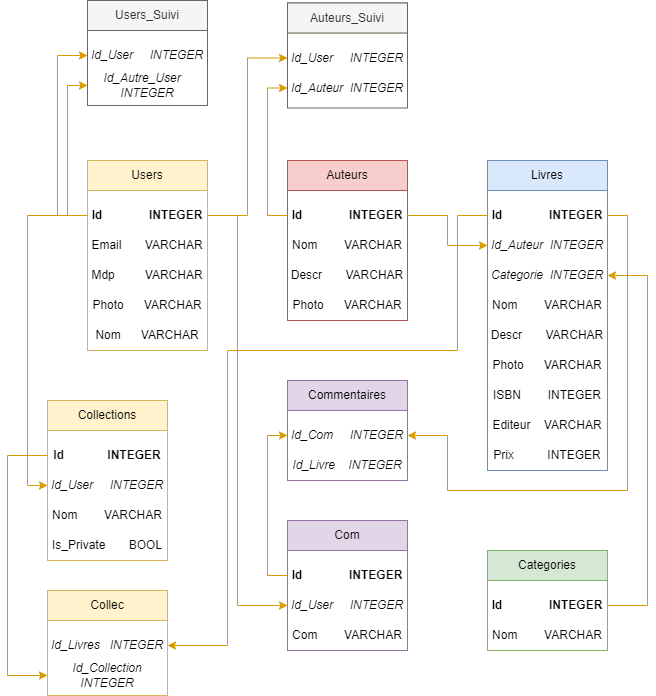 Users_Suivi
Id_User INTEGER
Id_Autre_User
INTEGER
Auteurs_Suivi
Id_User INTEGER
Id_Auteur INTEGER
Users
Id INTEGER
Email VARCHAR
Mdp VARCHAR
Photo VARCHAR
Nom VARCHAR
Auteurs
Id INTEGER
Nom VARCHAR
Descr VARCHAR
Photo VARCHAR
Livres
Id INTEGER
Id_Auteur INTEGER
Categorie INTEGER
Nom VARCHAR
Descr VARCHAR
Photo VARCHAR
ISBN INTEGER
Editeur VARCHAR
Prix INTEGER
Collections
Id INTEGER
Id_User INTEGER
Nom VARCHAR
Is_Private BOOL
Commentaires
Id_Com INTEGER
Id_Livre INTEGER
Com
Id INTEGER
Id_User INTEGER
Com VARCHAR
Categories
Id INTEGER
Nom VARCHAR
Collec
Id_Livres INTEGER
Id_Collection
INTEGER